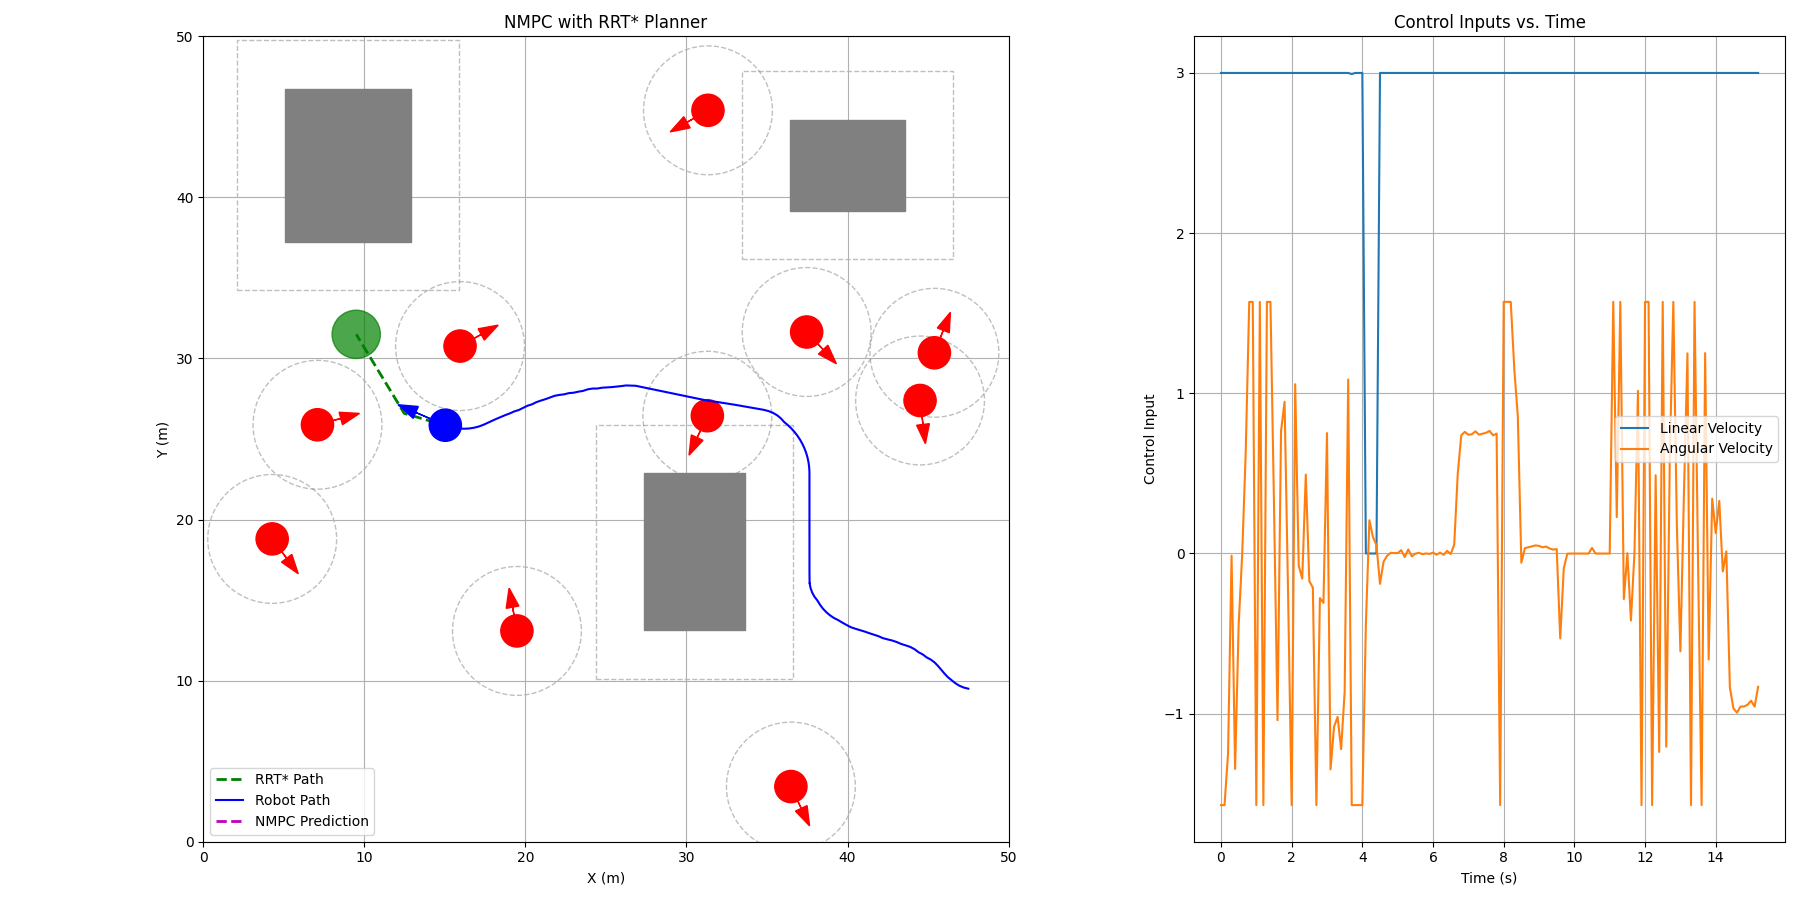 NMPC with RRT* Planner
50
40
30
20
10
0
Y (m)
0 10 20 30 40 50
X (m)
RRT* Path
Robot Path
NMPC Prediction
Control Inputs vs. Time
3
2
1
0
−1
Control Input
0 2 4 6 8 10 12 14
Time (s)
Linear Velocity
Angular Velocity